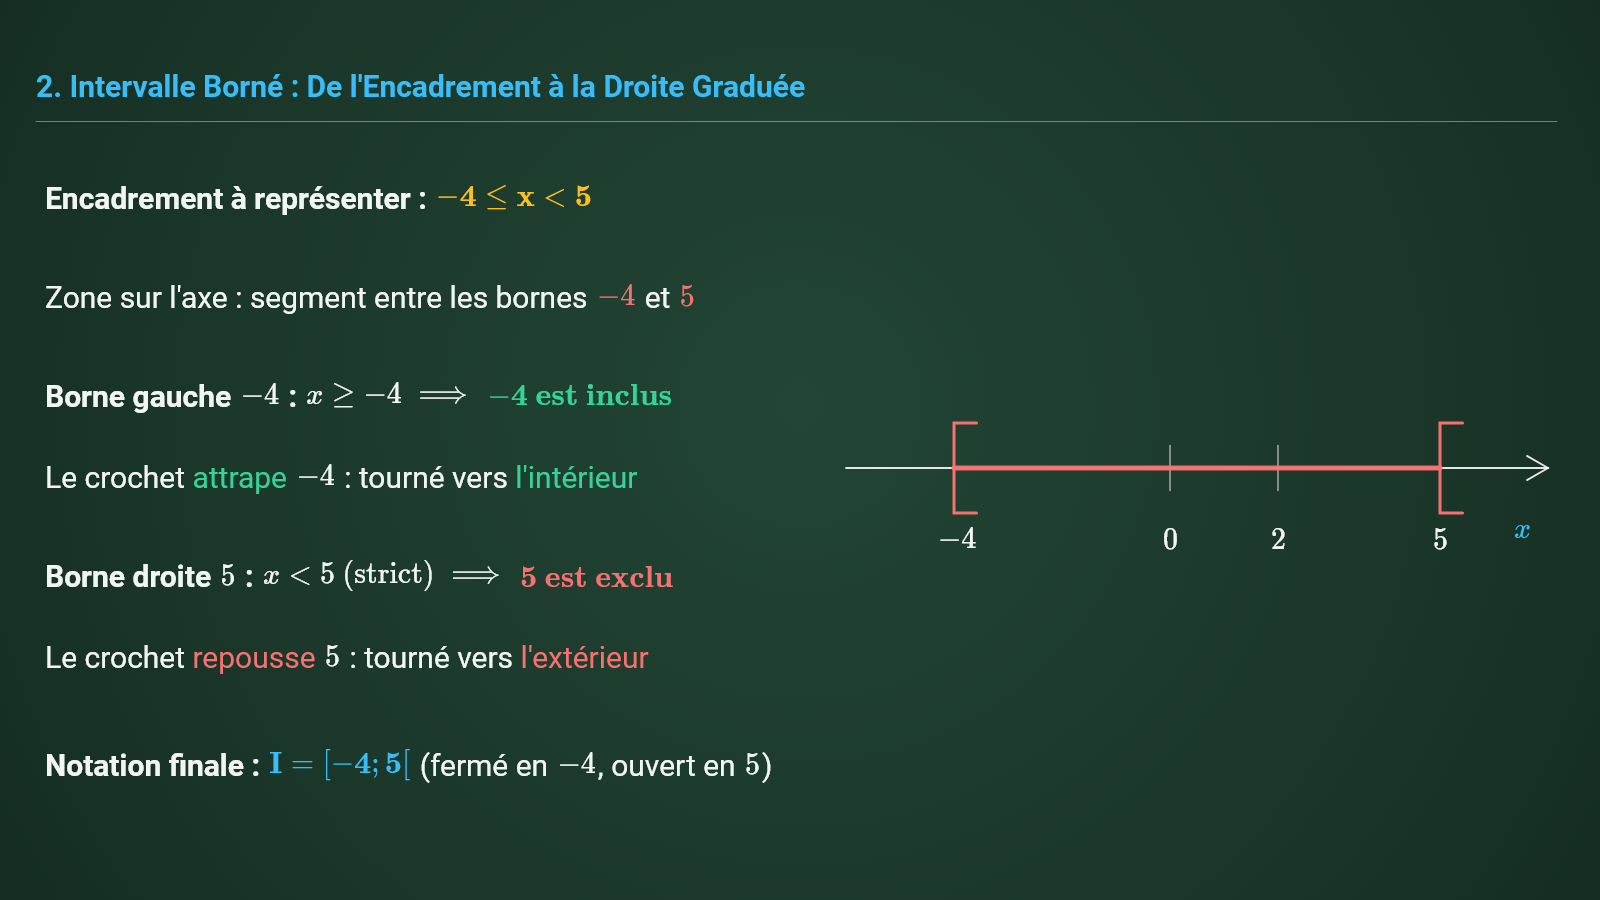 2. Intervalle Borné : De l'Encadrement à la Droite Graduée
Encadrement à représenter : −4 ≤ x < 5
Zone sur l'axe : segment entre les bornes −4 et 5
Borne gauche −4 : x ≥ −4 ⟹ −4 est inclus
Le crochet attrape −4 : tourné vers l'intérieur
Borne droite 5 : x < 5 (strict) ⟹ 5 est exclu
Le crochet repousse 5 : tourné vers l'extérieur
Notation finale : I = [−4; 5[ (fermé en −4, ouvert en 5)
−4 0 2 5 x